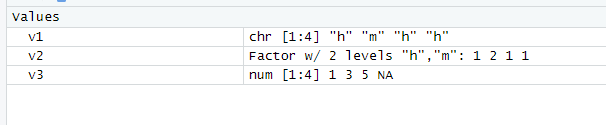 Values
v1 chr [1:4] "h" "m" "h" "h"
v2 Factor w/ 2 levels "h","m": 1 2 1 1
v3 num [1:4] 1 3 5 NA